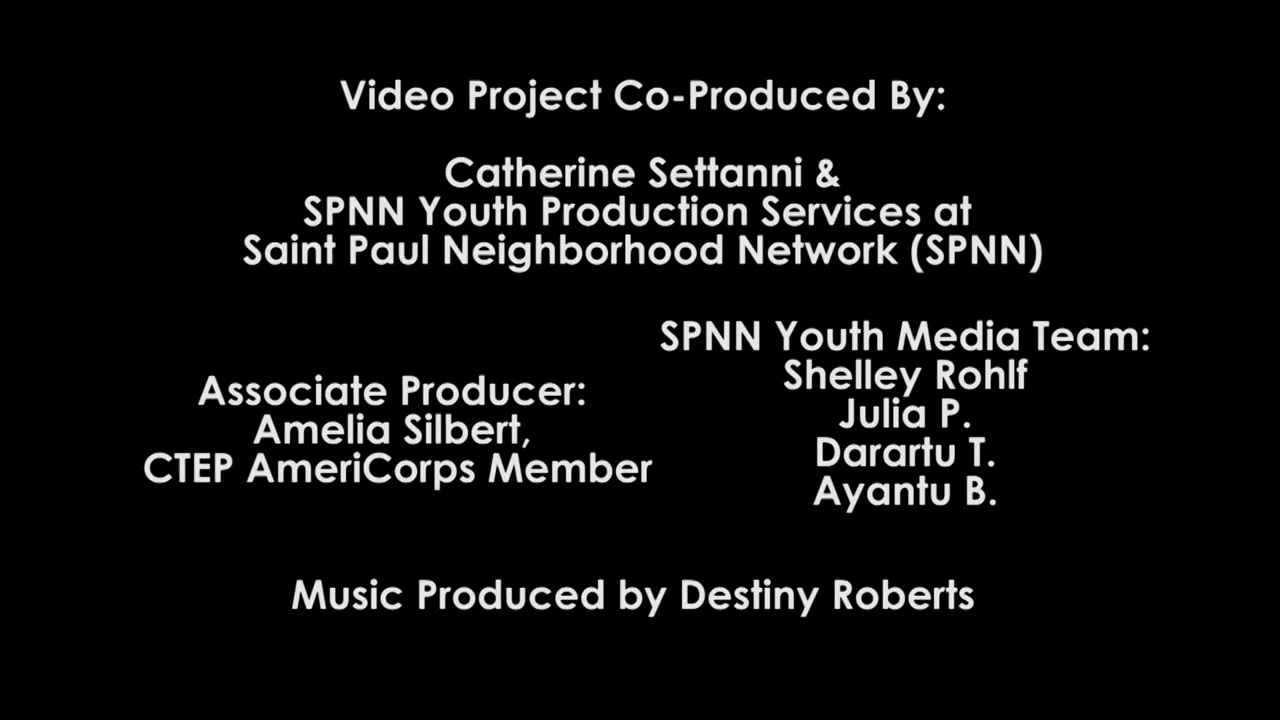 Video Project Co-Produced By:
Catherine Settanni &
SPNN Youth Production Services at
Saint Paul Neighborhood Network (SPNN)
Associate Producer:
Amelia Silbert,
CTEP AmeriCorps Member
SPNN Youth Media Team:
Shelley Rohlf
Julia P.
Darartu T.
Ayantu B.
Music Produced by Destiny Roberts